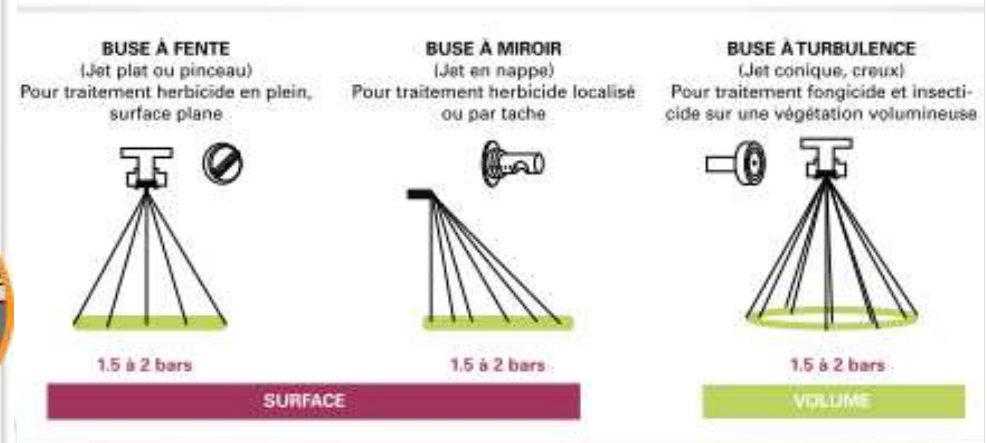 BUSE À FENTE
(Jet plat ou pinceau)
Pour traitement herbicide en plein,
surface plane
1.5 à 2 bars
BUSE À MIROIR
(Jet en nappe)
Pour traitement herbicide localisé
ou par tache
1.5 à 2 bars
BUSE À TURBULENCE
(Jet conique, creux)
Pour traitement fongicide et insecti-
cide sur une végétation volumineuse
1.5 à 2 bars
SURFACE
VOLUME